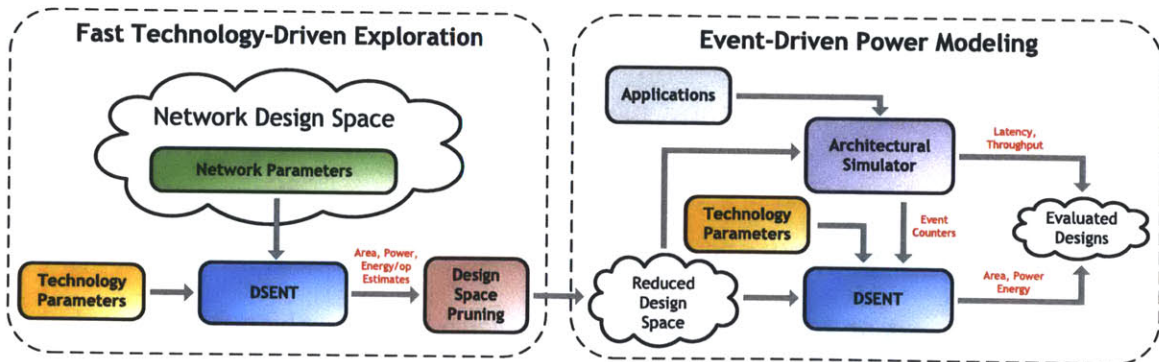 Fast Technology-Driven Exploration
Network Design Space
Network Parameters
Technology
Parameters
DSENT
Area, Power,
Energy/op
Estimates
Design
Space
Pruning
Event-Driven Power Modeling
Applications
Architectural
Simulator
Latency,
Throughput
Technology
Parameters
Event
Counters
Evaluated
Designs
Reduced
Design
Space
DSENT
Area, Power
Energy